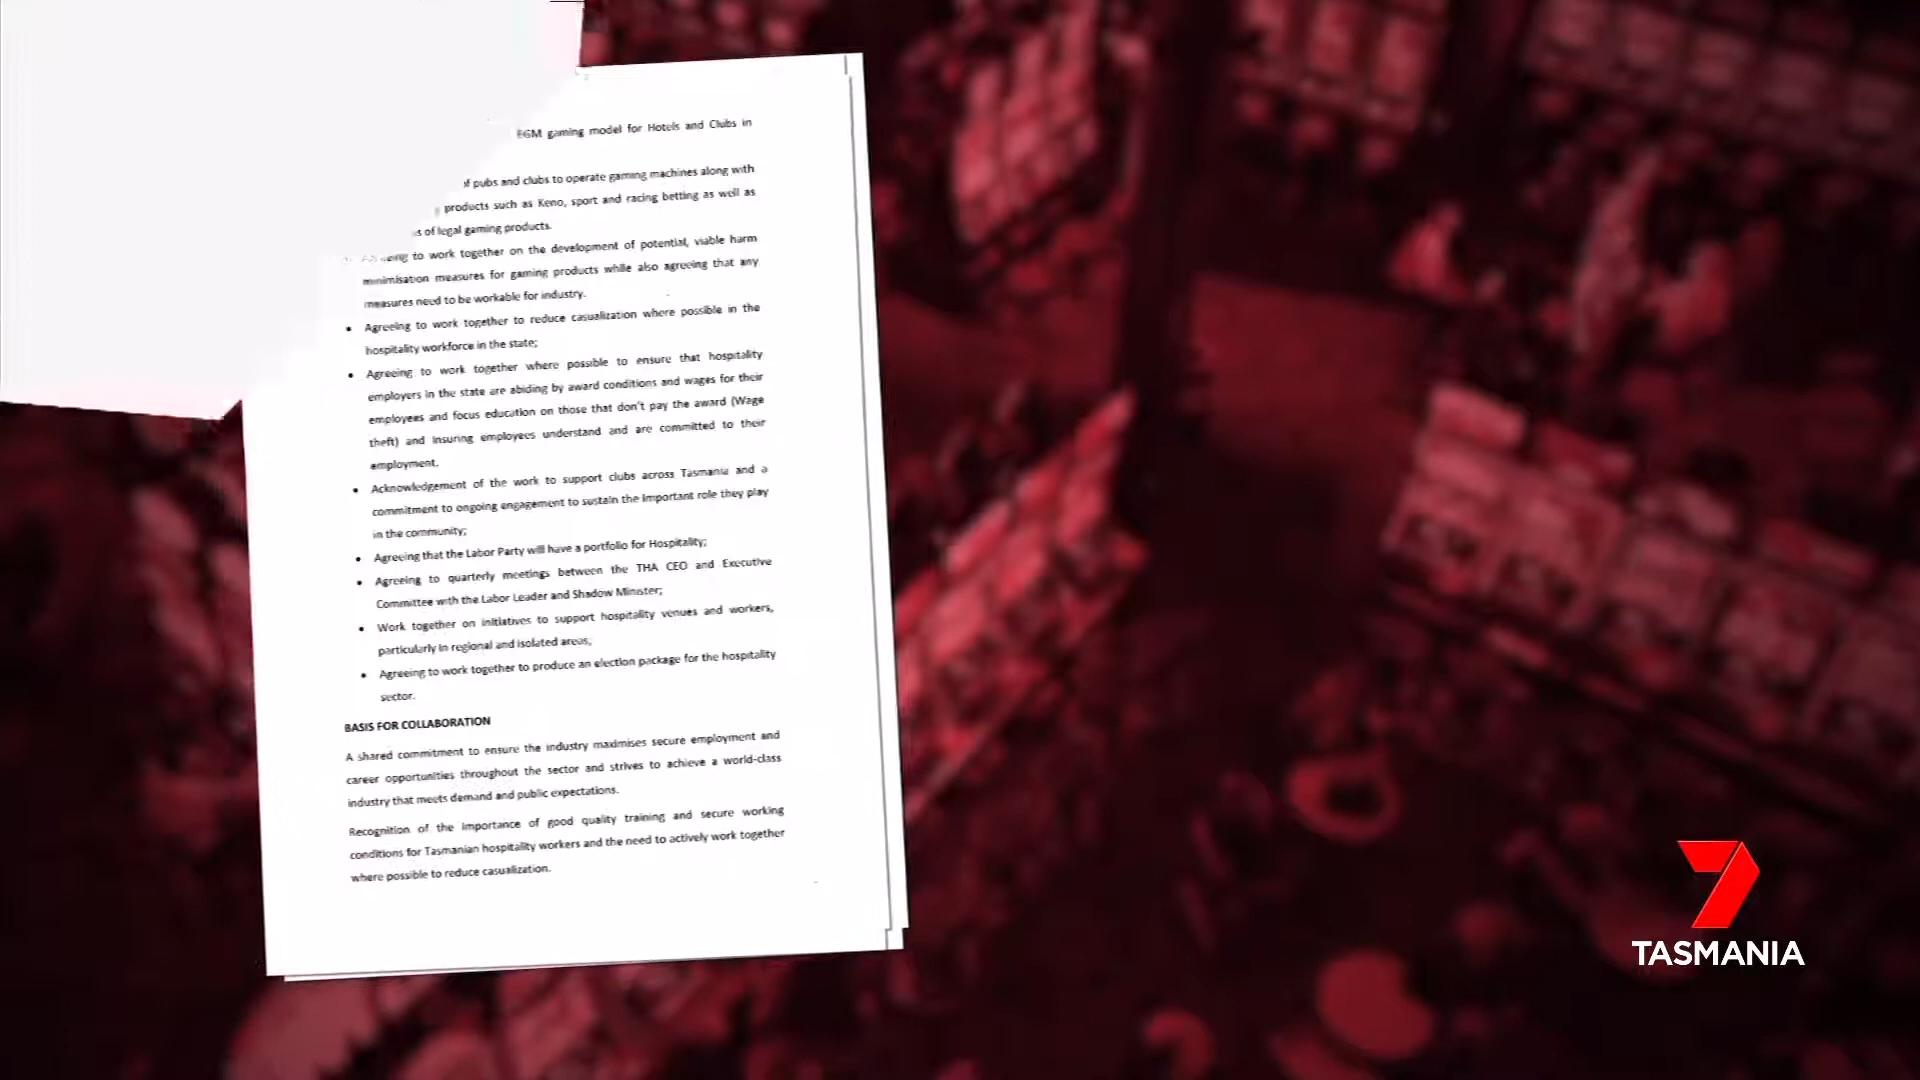 EGM gaming model for Hotels and Clubs in
of pubs and clubs to operate gaming machines along with
products such as Keno, sport and racing betting as well as
of legal gaming products.
to work together on the development of potential, viable harm
minimisation measures for gaming products while also agreeing that any
measures need to be workable for industry.
• Agreeing to work together to reduce casualization where possible in the
hospitality workforce in the state;
• Agreeing to work together where possible to ensure that hospitality
employers in the state are abiding by award conditions and wages for their
employees and focus education on those that don't pay the award (Wage
theft) and insuring employees understand and are committed to their
employment.
• Acknowledgement of the work to support clubs across Tasmania and a
commitment to ongoing engagement to sustain the important role they play
in the community;
• Agreeing that the Labor Party will have a portfolio for Hospitality;
• Agreeing to quarterly meetings between the THA CEO and Executive
Committee with the Labor Leader and Shadow Minister;
• Work together on initiatives to support hospitality venues and workers,
particularly in regional and isolated areas;
• Agreeing to work together to produce an election package for the hospitality
sector.
BASIS FOR COLLABORATION
A shared commitment to ensure the industry maximises secure employment and
career opportunities throughout the sector and strives to achieve a world-class
industry that meets demand and public expectations.
Recognition of the importance of good quality training and secure working
conditions for Tasmanian hospitality workers and the need to actively work together
where possible to reduce casualization.
7
TASMANIA